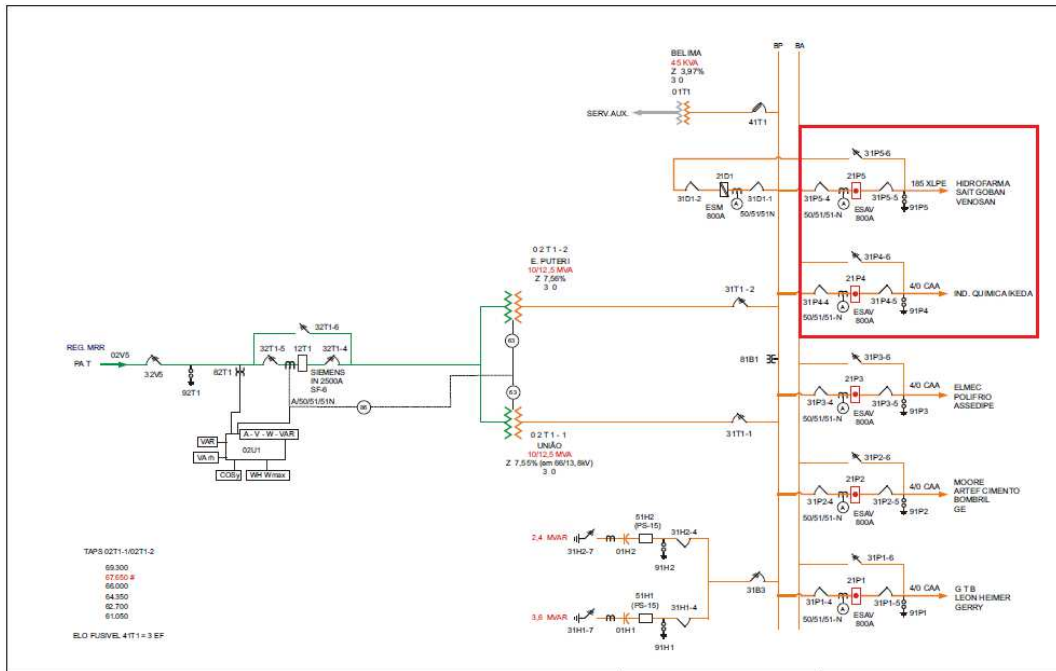 BELIMA
45 KVA
Z 3,97%
3 0
01T1
SERV.AUX.
41T1
BP
BA
31P5-6
21D1
31D1-2
ESM
800A
A
50/51/51N
31D1-1
21P5
185 XLPE
HIDROFARMA
SAIT GOBAN
VENOSAN
31P5-4
31P5-5
50/51/51-N
A
ESAV
800A
91P5
02T1-2
E. PUTERI
10/12,5 MVA
Z 7,56%
3 0
31T1-2
31P4-6
21P4
4/0 CAA
IND. QUIMICA IKEDA
31P4-4
31P4-5
50/51/51-N
A
ESAV
800A
91P4
REG. MRR
PAT
02V5
32V5
92T1
82T1
32T1-6
32T1-5
12T1
32T1-4
SIEMENS
IN 2500A
SF-6
A/50/51/51N
86
63
63
81B1
31P3-6
21P3
4/0 CAA
ELMEC
POLIFRIO
ASSEDIPE
31P3-4
31P3-5
50/51/51-N
A
ESAV
800A
91P3
A - V - W - VAR
VAR
02U1
VArh
COSy
WH Wmax
31T1-1
02T1-1
UNIÃO
10/12,5 MVA
Z 7,55% (em 66/13,8kV)
3 0
31P2-6
21P2
4/0 CAA
MOORE
ARTEF CIMENTO
BOMBRIL
GE
31P2-4
31P2-5
50/51/51-N
A
ESAV
800A
91P2
2,4 MVAR
31H2-7
01H2
51H2
(PS-15)
31H2-4
91H2
31B3
3,6 MVAR
31H1-7
01H1
51H1
(PS-15)
31H1-4
91H1
31P1-6
21P1
4/0 CAA
G T B
LEON HEIMER
GERRY
31P1-4
31P1-5
50/51/51-N
A
ESAV
800A
91P1
TAPS 02T1-1/02T1-2
69.300
67.650 #
66.000
64.350
62.700
61.050
ELO FUSIVEL 41T1 = 3 EF